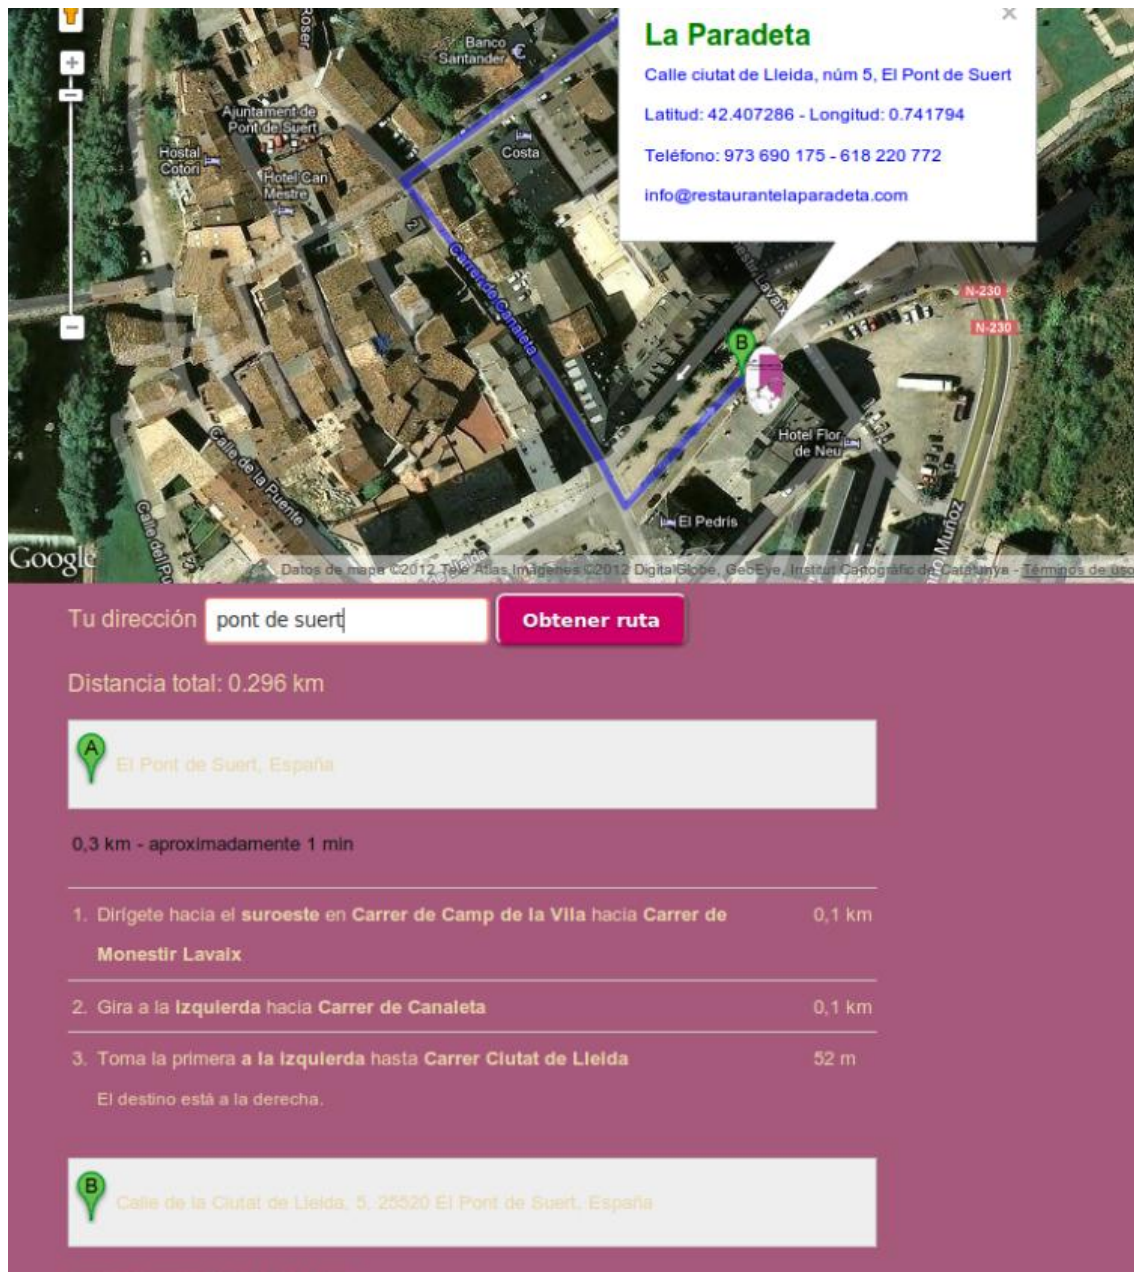 Roser
Banco
Santander €
Ajuntament de
Pont de Suert
Hostal
Cotori
Hotel Can
Mestre
Costa
La Paradeta
Calle ciutat de Lleida, núm 5, El Pont de Suert
Latitud: 42.407286 - Longitud: 0.741794
Teléfono: 973 690 175 - 618 220 772
info@restaurantelaparadeta.com
Carrer de Canaleta
Lavaix
N-230
N-230
B
Hotel Flor
de Neu
El Pedrís
Calle de la Puente
Muñoz
Google
Datos de mapa ©2012 Tele Atlas Imágenes ©2012 DigitalGlobe, GeoEye, Institut Cartogràfic de Catalunya - Términos de uso
Tu dirección pont de suert Obtener ruta
Distancia total: 0.296 km
A
El Pont de Suert, España
0,3 km - aproximadamente 1 min
1. Dirígete hacia el suroeste en Carrer de Camp de la Vila hacia Carrer de 0,1 km
Monestir Lavaix
2. Gira a la izquierda hacia Carrer de Canaleta 0,1 km
3. Toma la primera a la izquierda hasta Carrer Ciutat de Lleida 52 m
El destino está a la derecha.
B
Calle de la Ciutat de Lleida, 5, 25520 El Pont de Suert, España